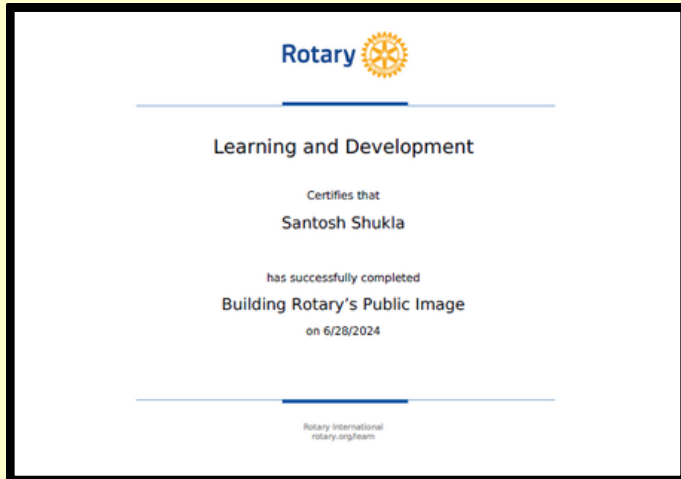 Rotary
Learning and Development
Certifies that
Santosh Shukla
has successfully completed
Building Rotary’s Public Image
on 6/28/2024
Rotary International
rotary.org/learn